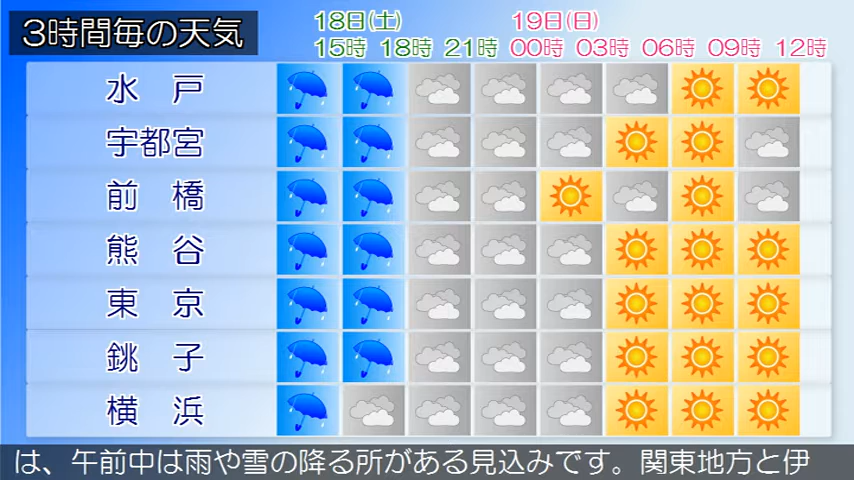 3時間毎の天気
18日(土) 19日(日)
15時 18時 21時 00時 03時 06時 09時 12時
水戸
宇都宮
前橋
熊谷
東京
銚子
横浜
は、午前中は雨や雪の降る所がある見込みです。関東地方と伊